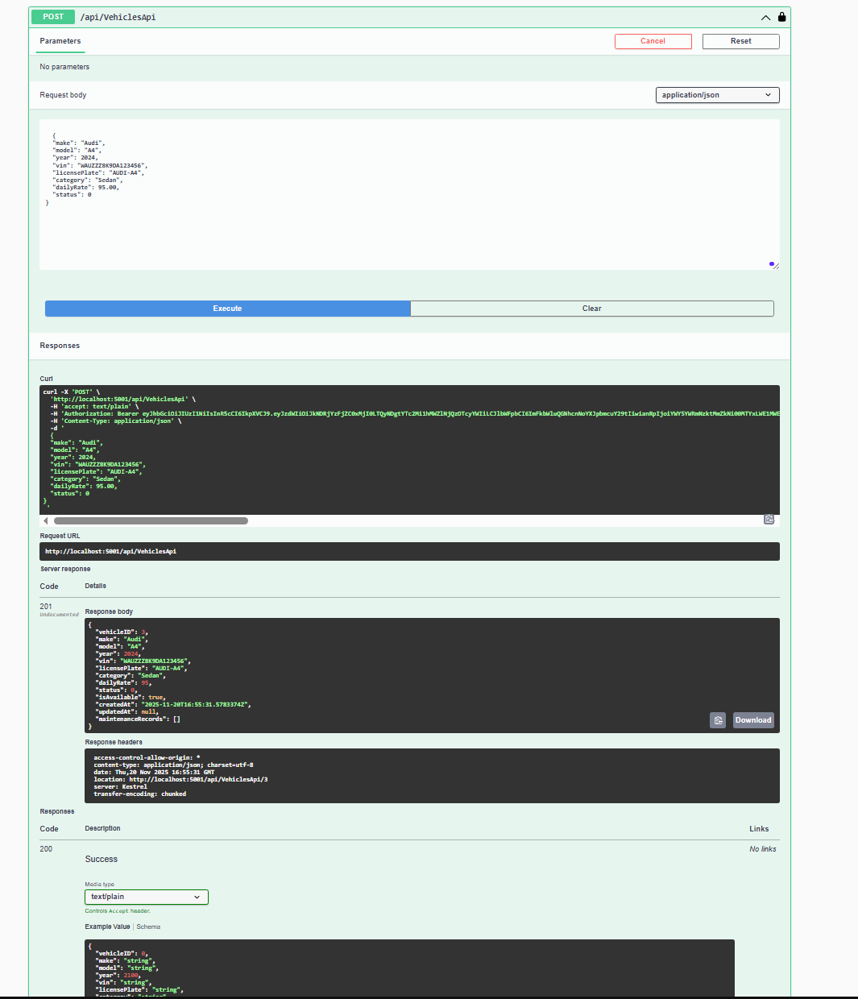 POST /api/VehiclesApi
Parameters
Cancel
Reset
No parameters
Request body
application/json
{
"make": "Audi",
"model": "A4",
"year": 2024,
"vin": "WAUZZZ8K9DA123456",
"licensePlate": "AUDI-A4",
"category": "Sedan",
"dailyRate": 95.00,
"status": 0
}
Execute
Clear
Responses
Curl
curl -X 'POST' \
'http://localhost:5001/api/VehiclesApi' \
-H 'accept: text/plain' \
-H 'Authorization: Bearer
-H 'Content-Type: application/json' \
-d '
{
"make": "Audi",
"model": "A4",
"year": 2024,
"vin": "WAUZZZ8K9DA123456",
"licensePlate": "AUDI-A4",
"category": "Sedan",
"dailyRate": 95.00,
"status": 0
}
'
Request URL
http://localhost:5001/api/VehiclesApi
Server response
Code Details
201
Undocumented
Response body
{
"vehicleID": 3,
"make": "Audi",
"model": "A4",
"year": 2024,
"vin": "WAUZZZ8K9DA123456",
"licensePlate": "AUDI-A4",
"category": "Sedan",
"dailyRate": 95,
"status": 0,
"isAvailable": true,
"createdAt": "2025-11-20T16:55:31.5783374Z",
"updatedAt": null,
"maintenanceRecords": []
}
Download
Response headers
access-control-allow-origin: *
content-type: application/json; charset=utf-8
date: Thu,20 Nov 2025 16:55:31 GMT
location: http://localhost:5001/api/VehiclesApi/3
server: Kestrel
transfer-encoding: chunked
Responses
Code Description Links
200 No links
Success
Media type
text/plain
Controls Accept header.
Example Value Schema
{
"vehicleID": 0,
"make": "string",
"model": "string",
"year": 2100,
"vin": "string",
"licensePlate": "string",